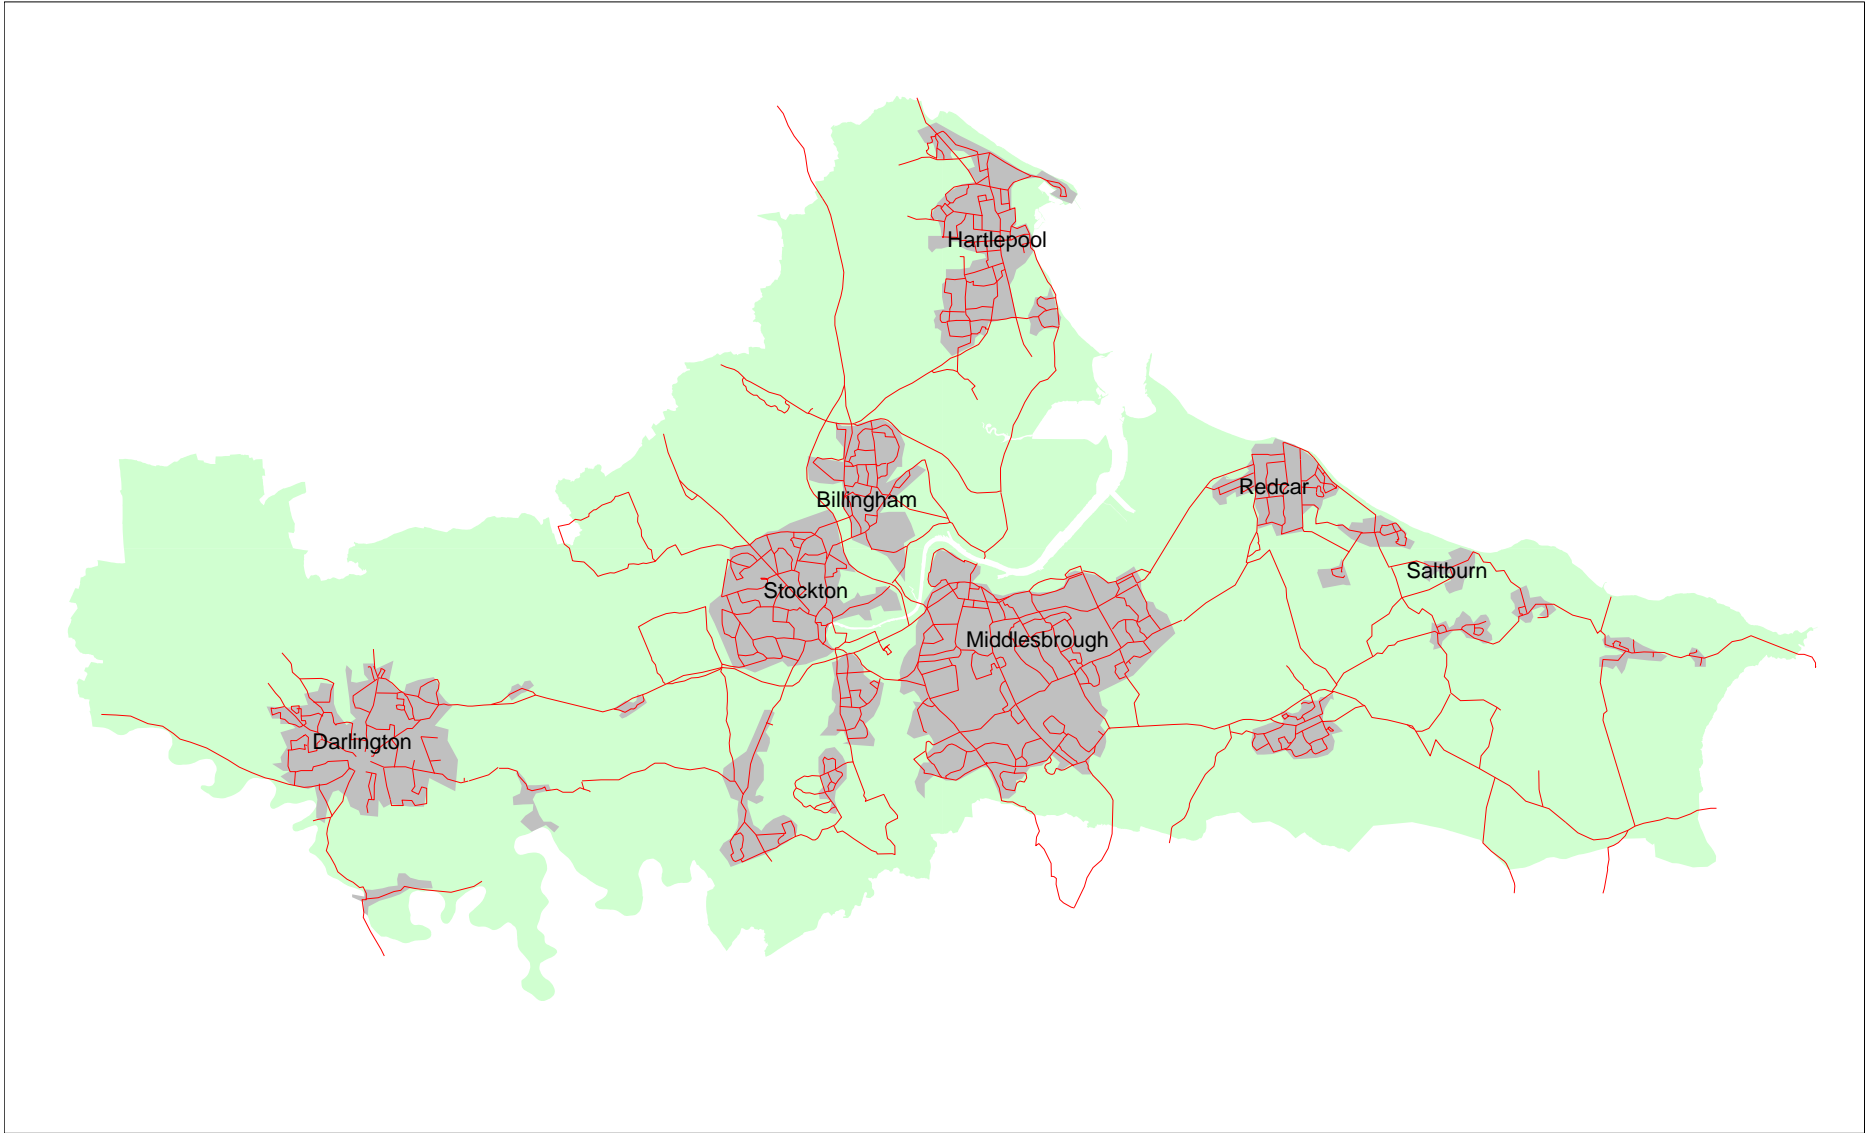 Hartlepool
Redcar
Billingham
Saltburn
Stockton
Middlesbrough
Darlington